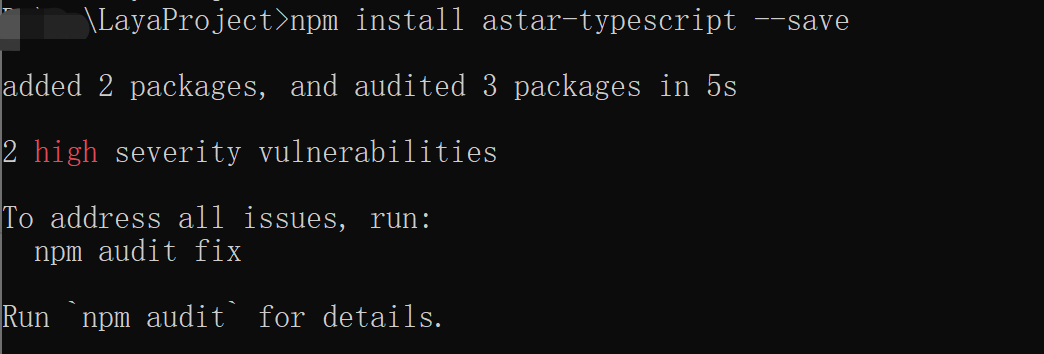 \LayaProject>npm install astar-typescript --save
added 2 packages, and audited 3 packages in 5s
2 high severity vulnerabilities
To address all issues, run:
npm audit fix
Run `npm audit` for details.